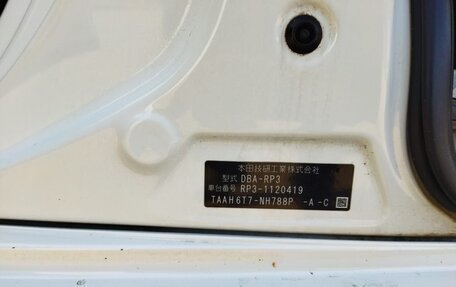 本田技研工業株式会社
型式 DBA-RP3
車台番号 RP3-1120419
TAAH6T7-NH788P -A-C